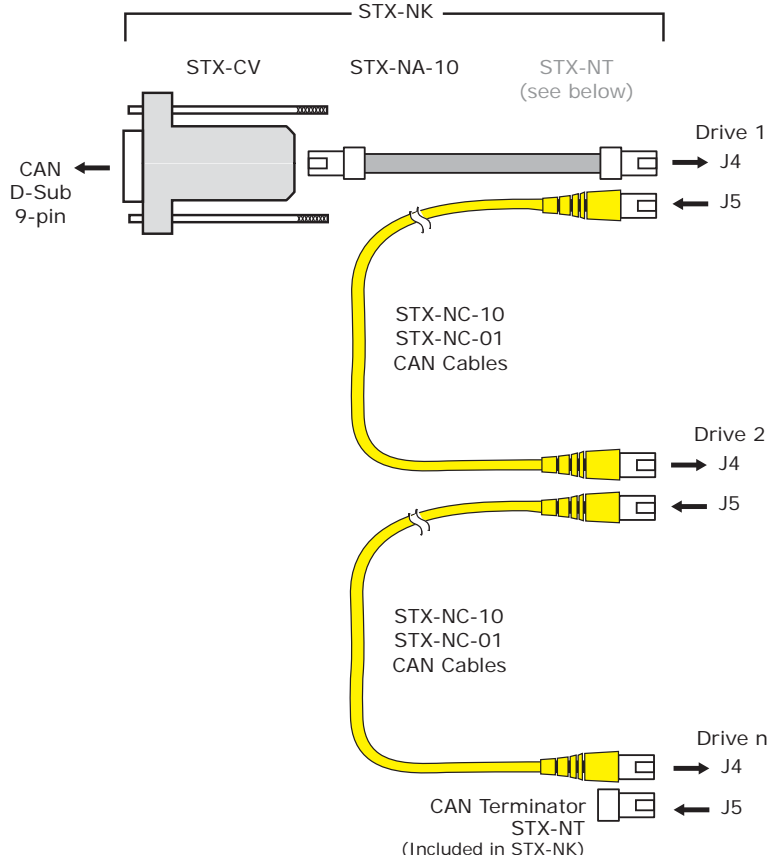 STX-NK
STX-CV
STX-NA-10
STX-NT
(see below)
Drive 1
J4
J5
CAN
D-Sub
9-pin
STX-NC-10
STX-NC-01
CAN Cables
Drive 2
J4
J5
STX-NC-10
STX-NC-01
CAN Cables
Drive n
J4
J5
CAN Terminator
STX-NT
(Included in STX-NK)